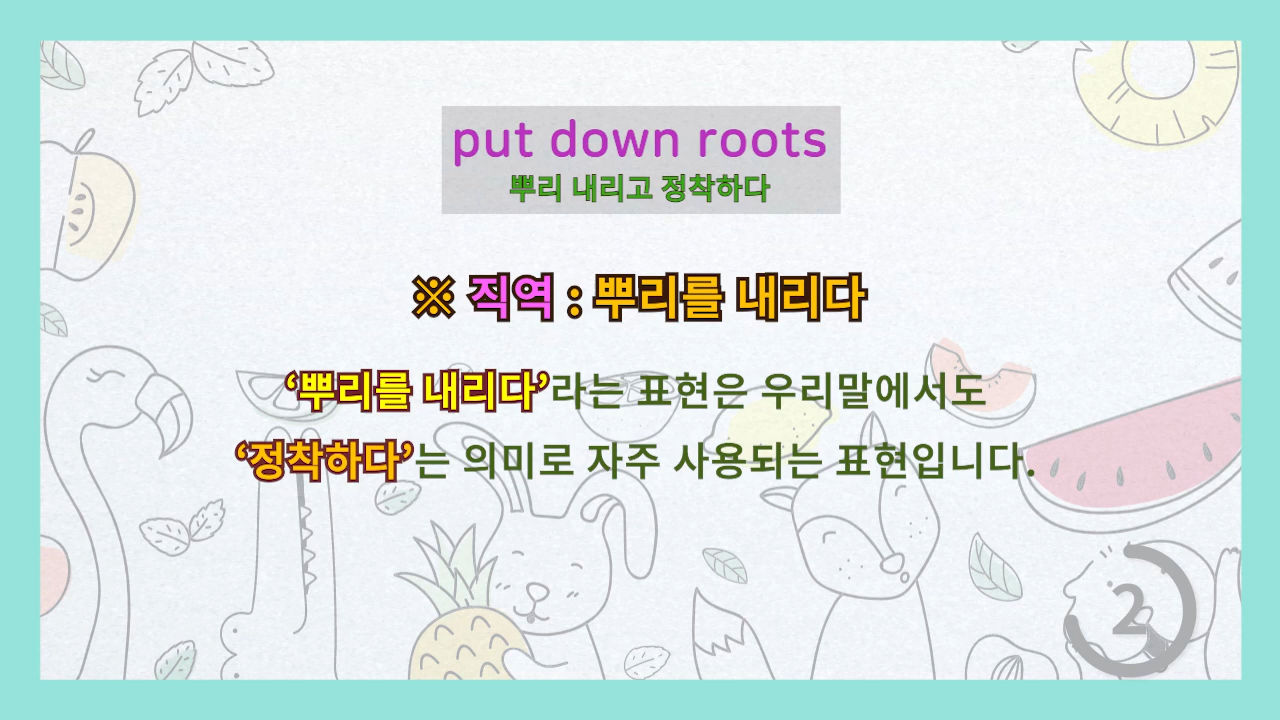 put down roots
뿌리 내리고 정착하다
※ 직역 : 뿌리를 내리다
‘뿌리를 내리다’라는 표현은 우리말에서도
‘정착하다’는 의미로 자주 사용되는 표현입니다.
2